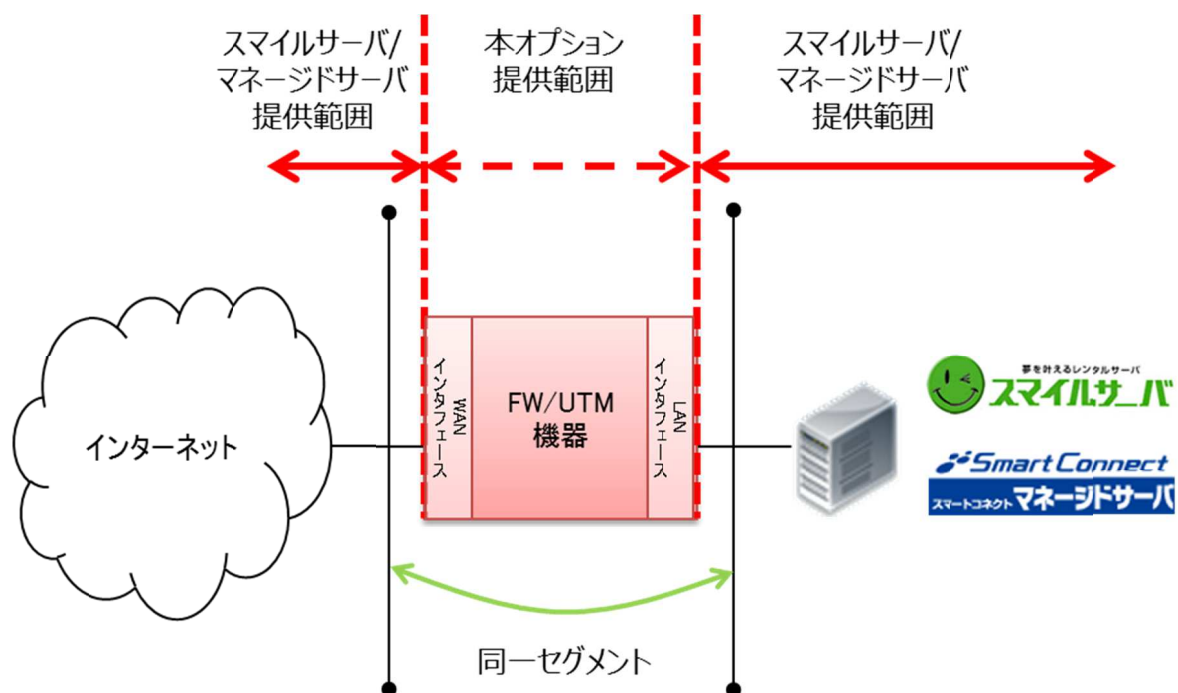 スマイルサーバ/
マネージドサーバ
提供範囲
本オプション
提供範囲
スマイルサーバ/
マネージドサーバ
提供範囲
インターネット
WAN
インタフェース
FW/UTM
機器
LAN
インタフェース
夢を叶えるレンタルサーバ
スマイルサーバ
SmartConnect
スマートコネクト マネージドサーバ
同一セグメント